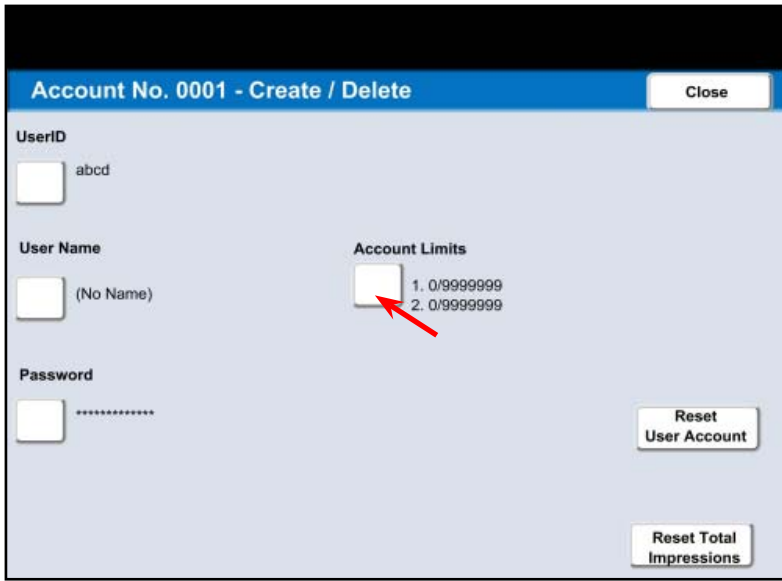 Account No. 0001 - Create / Delete
Close
UserID
abcd
User Name
(No Name)
Account Limits
1. 0/9999999
2. 0/9999999
Password
*************
Reset
User Account
Reset Total
Impressions